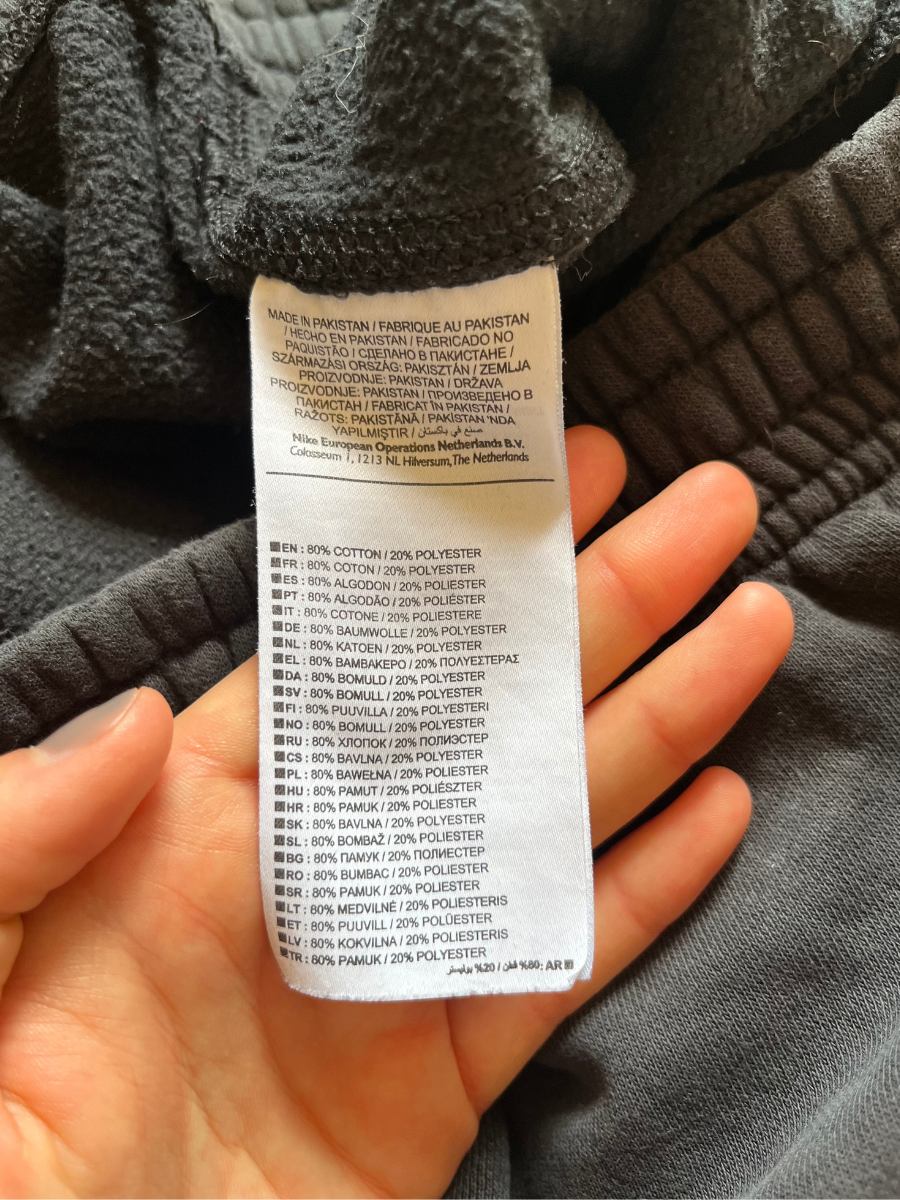 MADE IN PAKISTAN / FABRIQUE AU PAKISTAN
/ HECHO EN PAKISTAN / FABRICADO NO
PAQUISTÃO / СДЕЛАНО В ПАКИСТАНЕ /
SZÁRMAZÁSI ORSZÁG: PAKISZTÁN / ZEMLJA
PROIZVODNJE: PAKISTAN / DRŽAVA
PROIZVODNJE: PAKISTAN / ПРОИЗВЕДЕНО В
ПАКИСТАН / FABRICAT ÎN PAKISTAN /
RAŽOTS: PAKISTĀNĀ / PAKİSTAN 'NDA
YAPILMIŞTIR / صنع في باكستان
Nike European Operations Netherlands B.V.
Colosseum 1, 1213 NL Hilversum, The Netherlands
EN : 80% COTTON / 20% POLYESTER
FR : 80% COTON / 20% POLYESTER
ES : 80% ALGODON / 20% POLIESTER
PT : 80% ALGODÃO / 20% POLIÉSTER
IT : 80% COTONE / 20% POLIESTERE
DE : 80% BAUMWOLLE / 20% POLYESTER
NL : 80% KATOEN / 20% POLYESTER
EL : 80% ΒΑΜΒΑΚΕΡΟ / 20% ΠΟΛΥΕΣΤΕΡΑΣ
DA : 80% BOMULD / 20% POLYESTER
SV : 80% BOMULL / 20% POLYESTER
FI : 80% PUUVILLA / 20% POLYESTERI
NO : 80% BOMULL / 20% POLYESTER
RU : 80% ХЛОПОК / 20% ПОЛИЭСТЕР
CS : 80% BAVLNA / 20% POLYESTER
PL : 80% BAWEŁNA / 20% POLIESTER
HU : 80% PAMUT / 20% POLIÉSZTER
HR : 80% PAMUK / 20% POLIESTER
SK : 80% BAVLNA / 20% POLYESTER
SL : 80% BOMBAŽ / 20% POLIESTER
BG : 80% ПАМУК / 20% ПОЛИЕСТЕР
RO : 80% BUMBAC / 20% POLIESTER
SR : 80% PAMUK / 20% POLIESTER
LT : 80% MEDVILNĖ / 20% POLIESTERIS
ET : 80% PUUVILL / 20% POLÜESTER
LV : 80% KOKVILNA / 20% POLIESTERIS
TR : 80% PAMUK / 20% POLYESTER
AR :80% قطن / 20% بوليستر